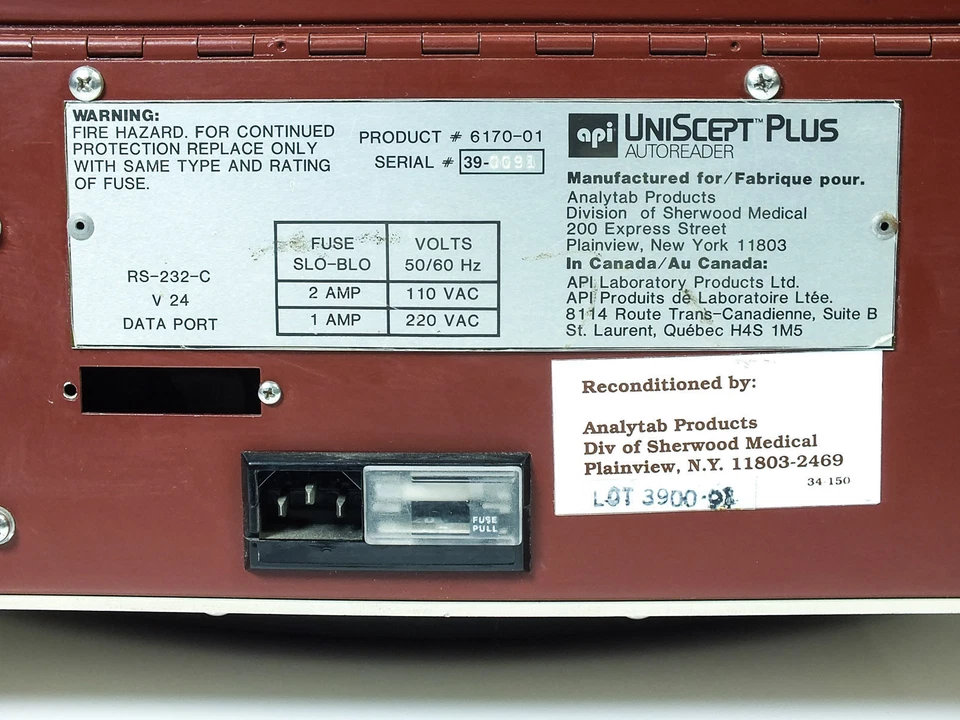 WARNING:
FIRE HAZARD. FOR CONTINUED
PROTECTION REPLACE ONLY
WITH SAME TYPE AND RATING
OF FUSE.
PRODUCT # 6170-01
SERIAL # 39-0091
api UNISCEPT™ PLUS
AUTOREADER
Manufactured for/Fabrique pour.
Analytab Products
Division of Sherwood Medical
200 Express Street
Plainview, New York 11803
In Canada/Au Canada:
API Laboratory Products Ltd.
API Produits de Laboratoire Ltée.
8114 Route Trans-Canadienne, Suite B
St. Laurent, Québec H4S 1M5
FUSE VOLTS
SLO-BLO 50/60 Hz
2 AMP 110 VAC
1 AMP 220 VAC
RS-232-C
V 24
DATA PORT
Reconditioned by:
Analytab Products
Div of Sherwood Medical
Plainview, N.Y. 11803-2469
34 150
LOT 3900
FUSE
PULL